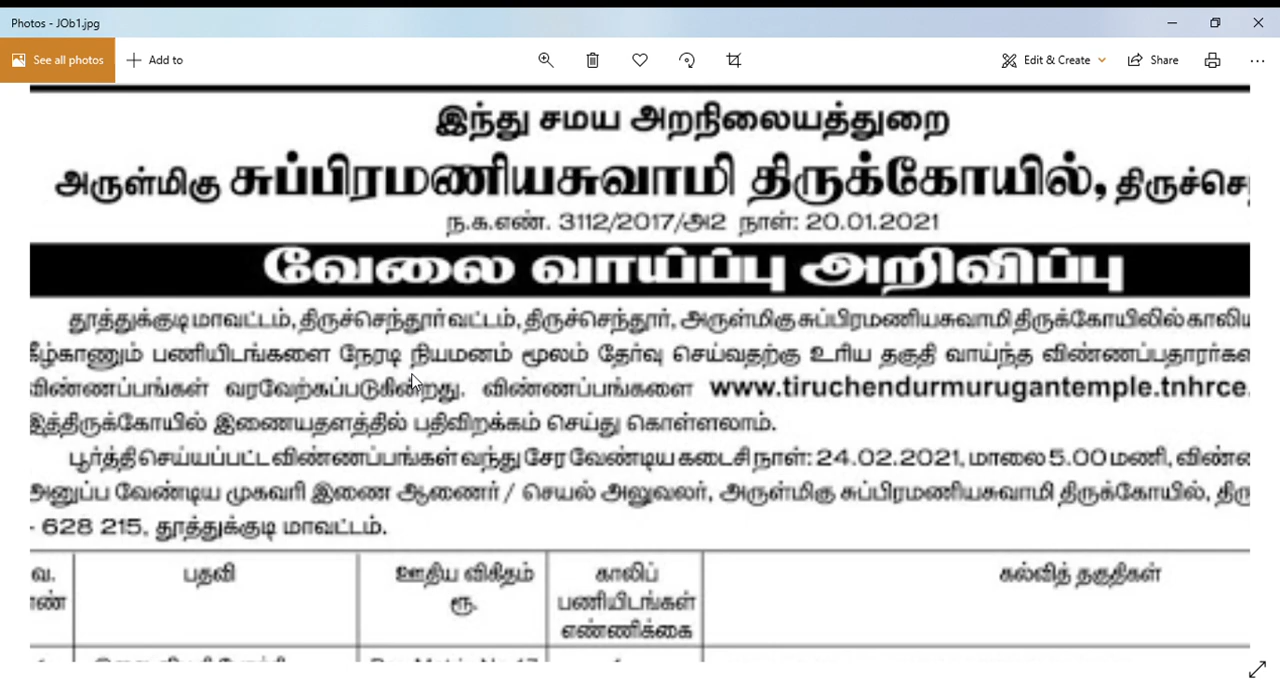 Photos - JOb1.jpg
See all photos
Add to
Edit & Create
Share
இந்து சமய அறநிலையத்துறை
அருள்மிகு சுப்பிரமணியசுவாமி திருக்கோயில்,
ந.க.எண். 3112/2017/அ2 நாள்: 20.01.2021
வேலை வாய்ப்பு அறிவிப்பு
தூத்துக்குடி மாவட்டம், திருச்செந்தூர் வட்டம், திருச்செந்தூர், அருள்மிகு சுப்பிரமணியசுவாமி திருக்கோயிலில்
கீழ்காணும் பணியிடங்களை நேரடி நியமனம் மூலம் தேர்வு செய்வதற்கு உரிய தகுதி வாய்ந்த
விண்ணப்பங்கள் வரவேற்கப்படுகின்றது. விண்ணப்பங்களை www.tiruchendurmurugantemple.tnhrce.
இத்திருக்கோயில் இணையதளத்தில் பதிவிறக்கம் செய்து கொள்ளலாம்.
பூர்த்தி செய்யப்பட்ட விண்ணப்பங்கள் வந்து சேர வேண்டிய கடைசி நாள்: 24.02.2021, மாலை 5.00 மணி,
அனுப்ப வேண்டிய முகவரி இணை ஆணையர் / செயல் அலுவலர், அருள்மிகு சுப்பிரமணியசுவாமி திருக்கோயில்,
- 628 215, தூத்துக்குடி மாவட்டம்.
வ. பதவி ஊதிய விகிதம் காலிப் கல்வித் தகுதிகள்
எண் ரூ. பணியிடங்கள்
எண்ணிக்கை